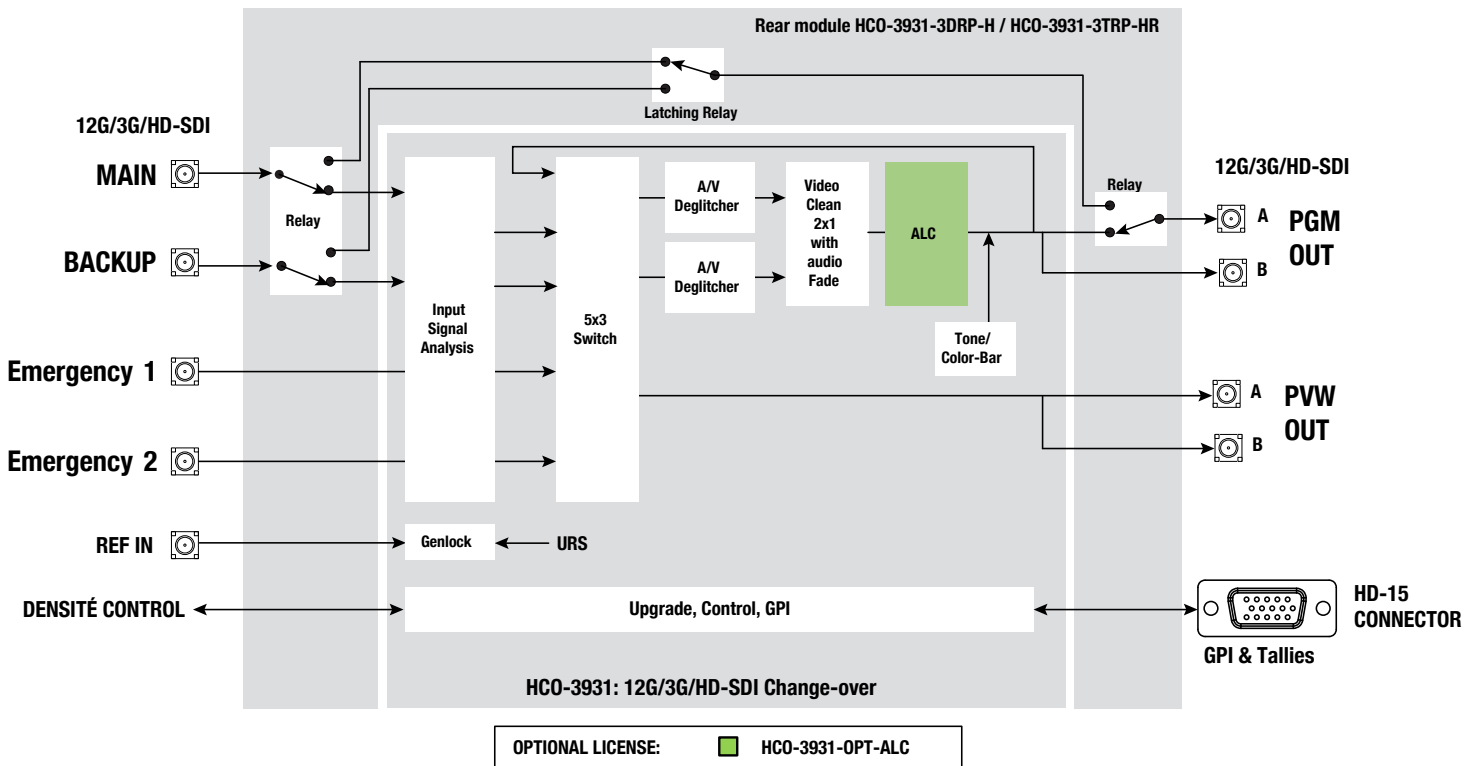 Rear module HCO-3931-3DRP-H / HCO-3931-3TRP-HR
Latching Relay
12G/3G/HD-SDI
MAIN
BACKUP
Emergency 1
Emergency 2
REF IN
DENSITÉ CONTROL
Relay
Input
Signal
Analysis
5x3
Switch
A/V
Deglitcher
A/V
Deglitcher
Video
Clean
2x1
with
audio
Fade
ALC
Tone/
Color-Bar
Relay
12G/3G/HD-SDI
A
PGM
OUT
B
A
PVW
OUT
B
Genlock
URS
Upgrade, Control, GPI
HD-15
CONNECTOR
GPI & Tallies
HCO-3931: 12G/3G/HD-SDI Change-over
OPTIONAL LICENSE: HCO-3931-OPT-ALC